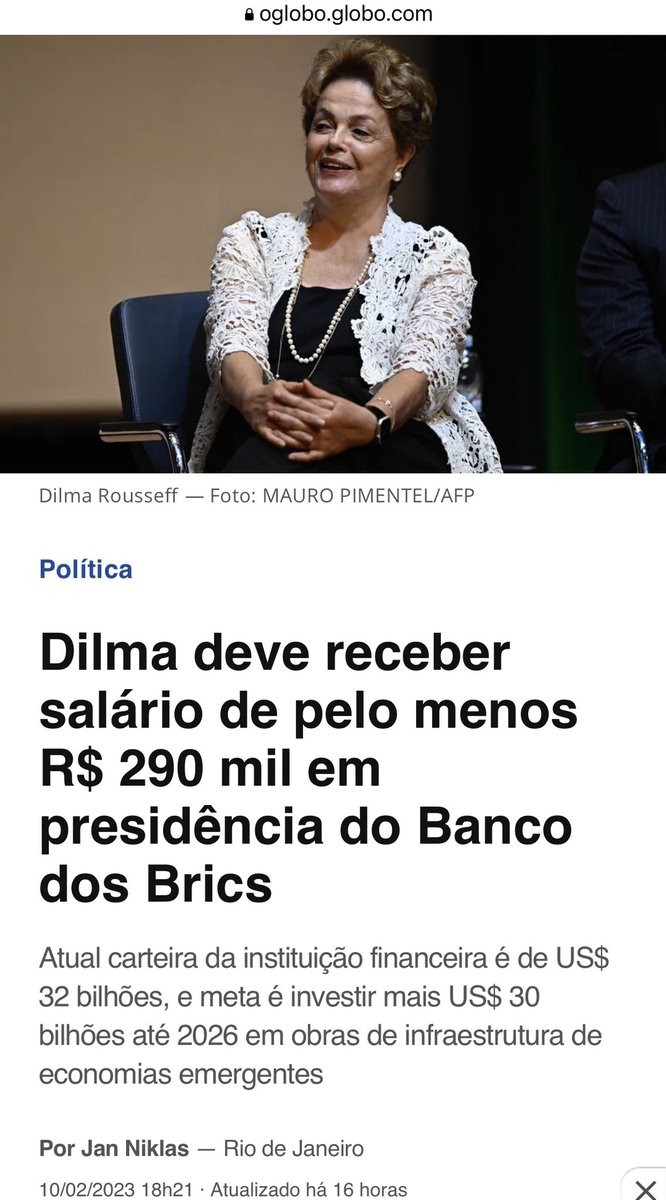 oglobo.globo.com
Dilma Rousseff — Foto: MAURO PIMENTEL/AFP
Política
Dilma deve receber
salário de pelo menos
R$ 290 mil em
presidência do Banco
dos Brics
Atual carteira da instituição financeira é de US$
32 bilhões, e meta é investir mais US$ 30
bilhões até 2026 em obras de infraestrutura de
economias emergentes
Por Jan Niklas — Rio de Janeiro
10/02/2023 18h21 · Atualizado há 16 horas